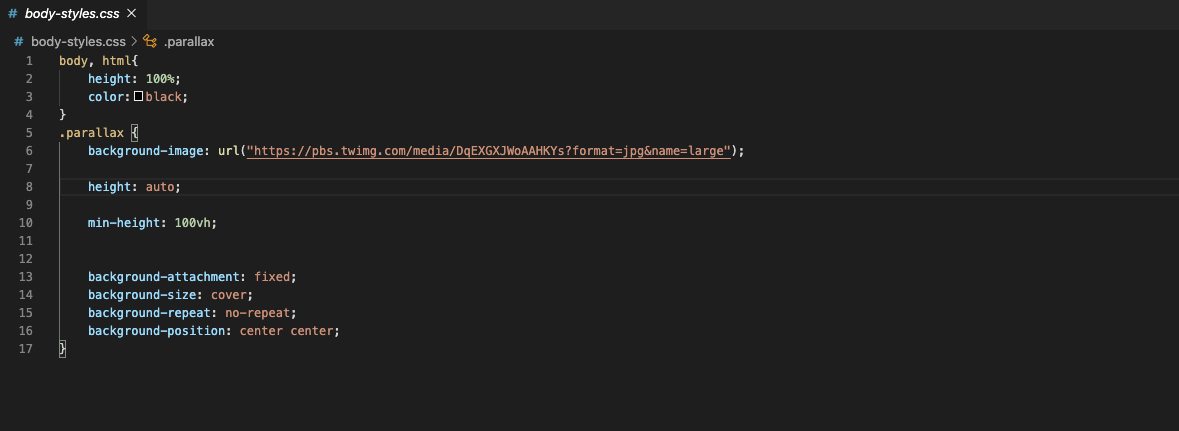 # body-styles.css ×
# body-styles.css > .parallax
1 body, html{
2 height: 100%;
3 color: black;
4 }
5 .parallax {
6 background-image: url("https://pbs.twimg.com/media/DqEXGXJWoAAHKYs?format=jpg&name=large");
7
8 height: auto;
9
10 min-height: 100vh;
11
12
13 background-attachment: fixed;
14 background-size: cover;
15 background-repeat: no-repeat;
16 background-position: center center;
17 }